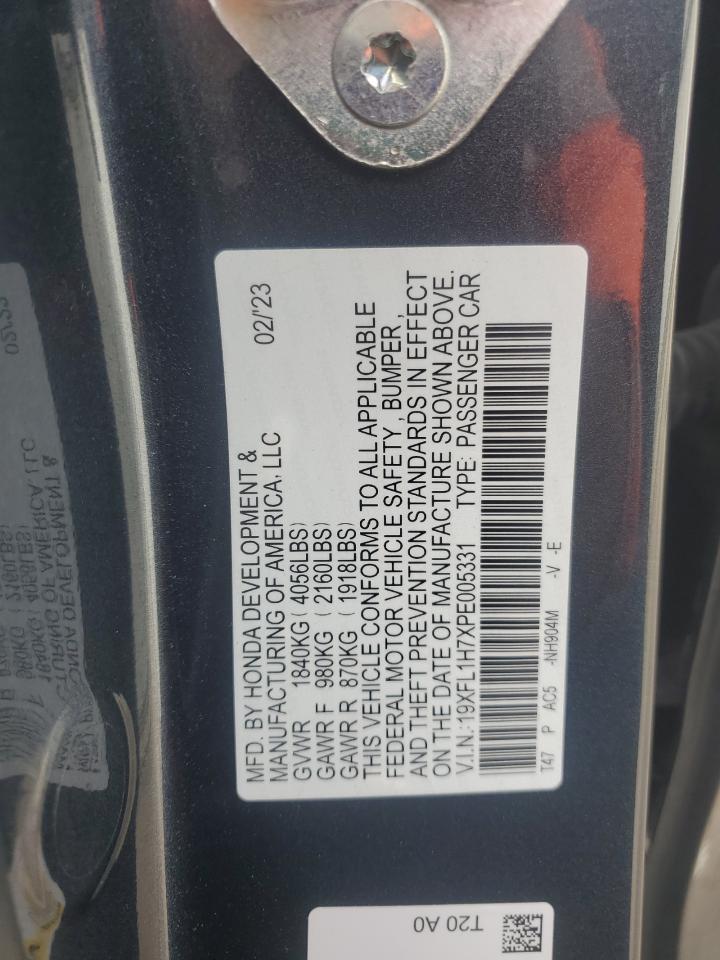 MFD. BY HONDA DEVELOPMENT &
MANUFACTURING OF AMERICA, LLC 02/'23
GVWR 1840KG (4056LBS)
GAWR F 980KG (2160LBS)
GAWR R 870KG (1918LBS)
THIS VEHICLE CONFORMS TO ALL APPLICABLE
FEDERAL MOTOR VEHICLE SAFETY , BUMPER ,
AND THEFT PREVENTION STANDARDS IN EFFECT
ON THE DATE OF MANUFACTURE SHOWN ABOVE.
V.I.N.:19XFL1H7XPE005331 TYPE: PASSENGER CAR
T47 P AC5 -NH904M -V -E
T20 A0